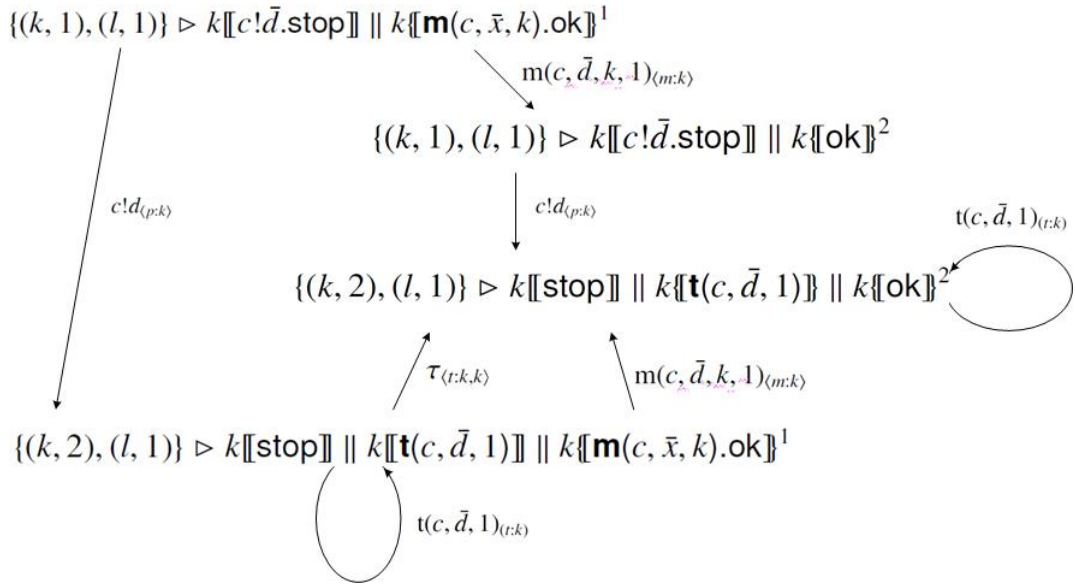 {(k, 1), (l, 1)} ▷ k⟦c!d̄.stop⟧ || k{[m(c, x̄, k).ok]}¹
m(c, d̄, k, 1)⟨m:k⟩
{(k, 1), (l, 1)} ▷ k⟦c!d̄.stop⟧ || k{[ok]}²
c!d⟨p:k⟩
c!d⟨p:k⟩
t(c, d̄, 1)(t:k)
{(k, 2), (l, 1)} ▷ k⟦stop⟧ || k{[t(c, d̄, 1)]} || k{[ok]}²
τ⟨t:k,k⟩
m(c, d̄, k, 1)⟨m:k⟩
{(k, 2), (l, 1)} ▷ k⟦stop⟧ || k⟦t(c, d̄, 1)⟧ || k{[m(c, x̄, k).ok]}¹
t(c, d̄, 1)(t:k)